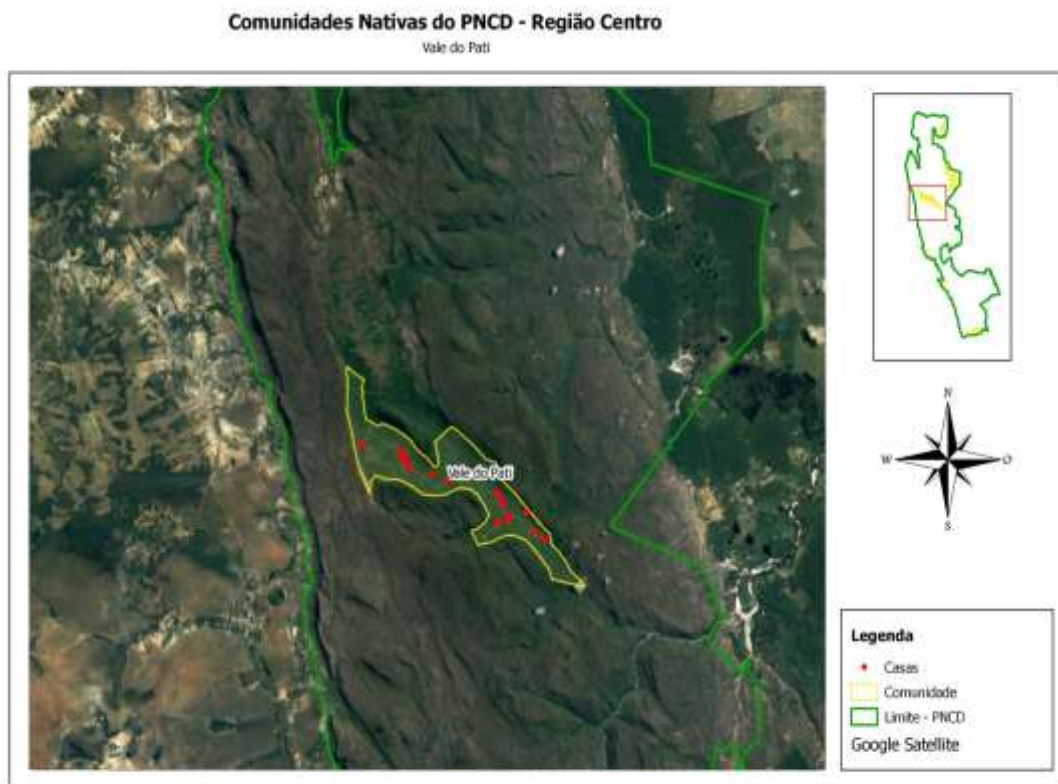 Comunidades Nativas do PNCD - Região Centro
Vale do Pati
Vale do Pati
N
W
O
S
Legenda
Casas
Comunidade
Limite - PNCD
Google Satellite